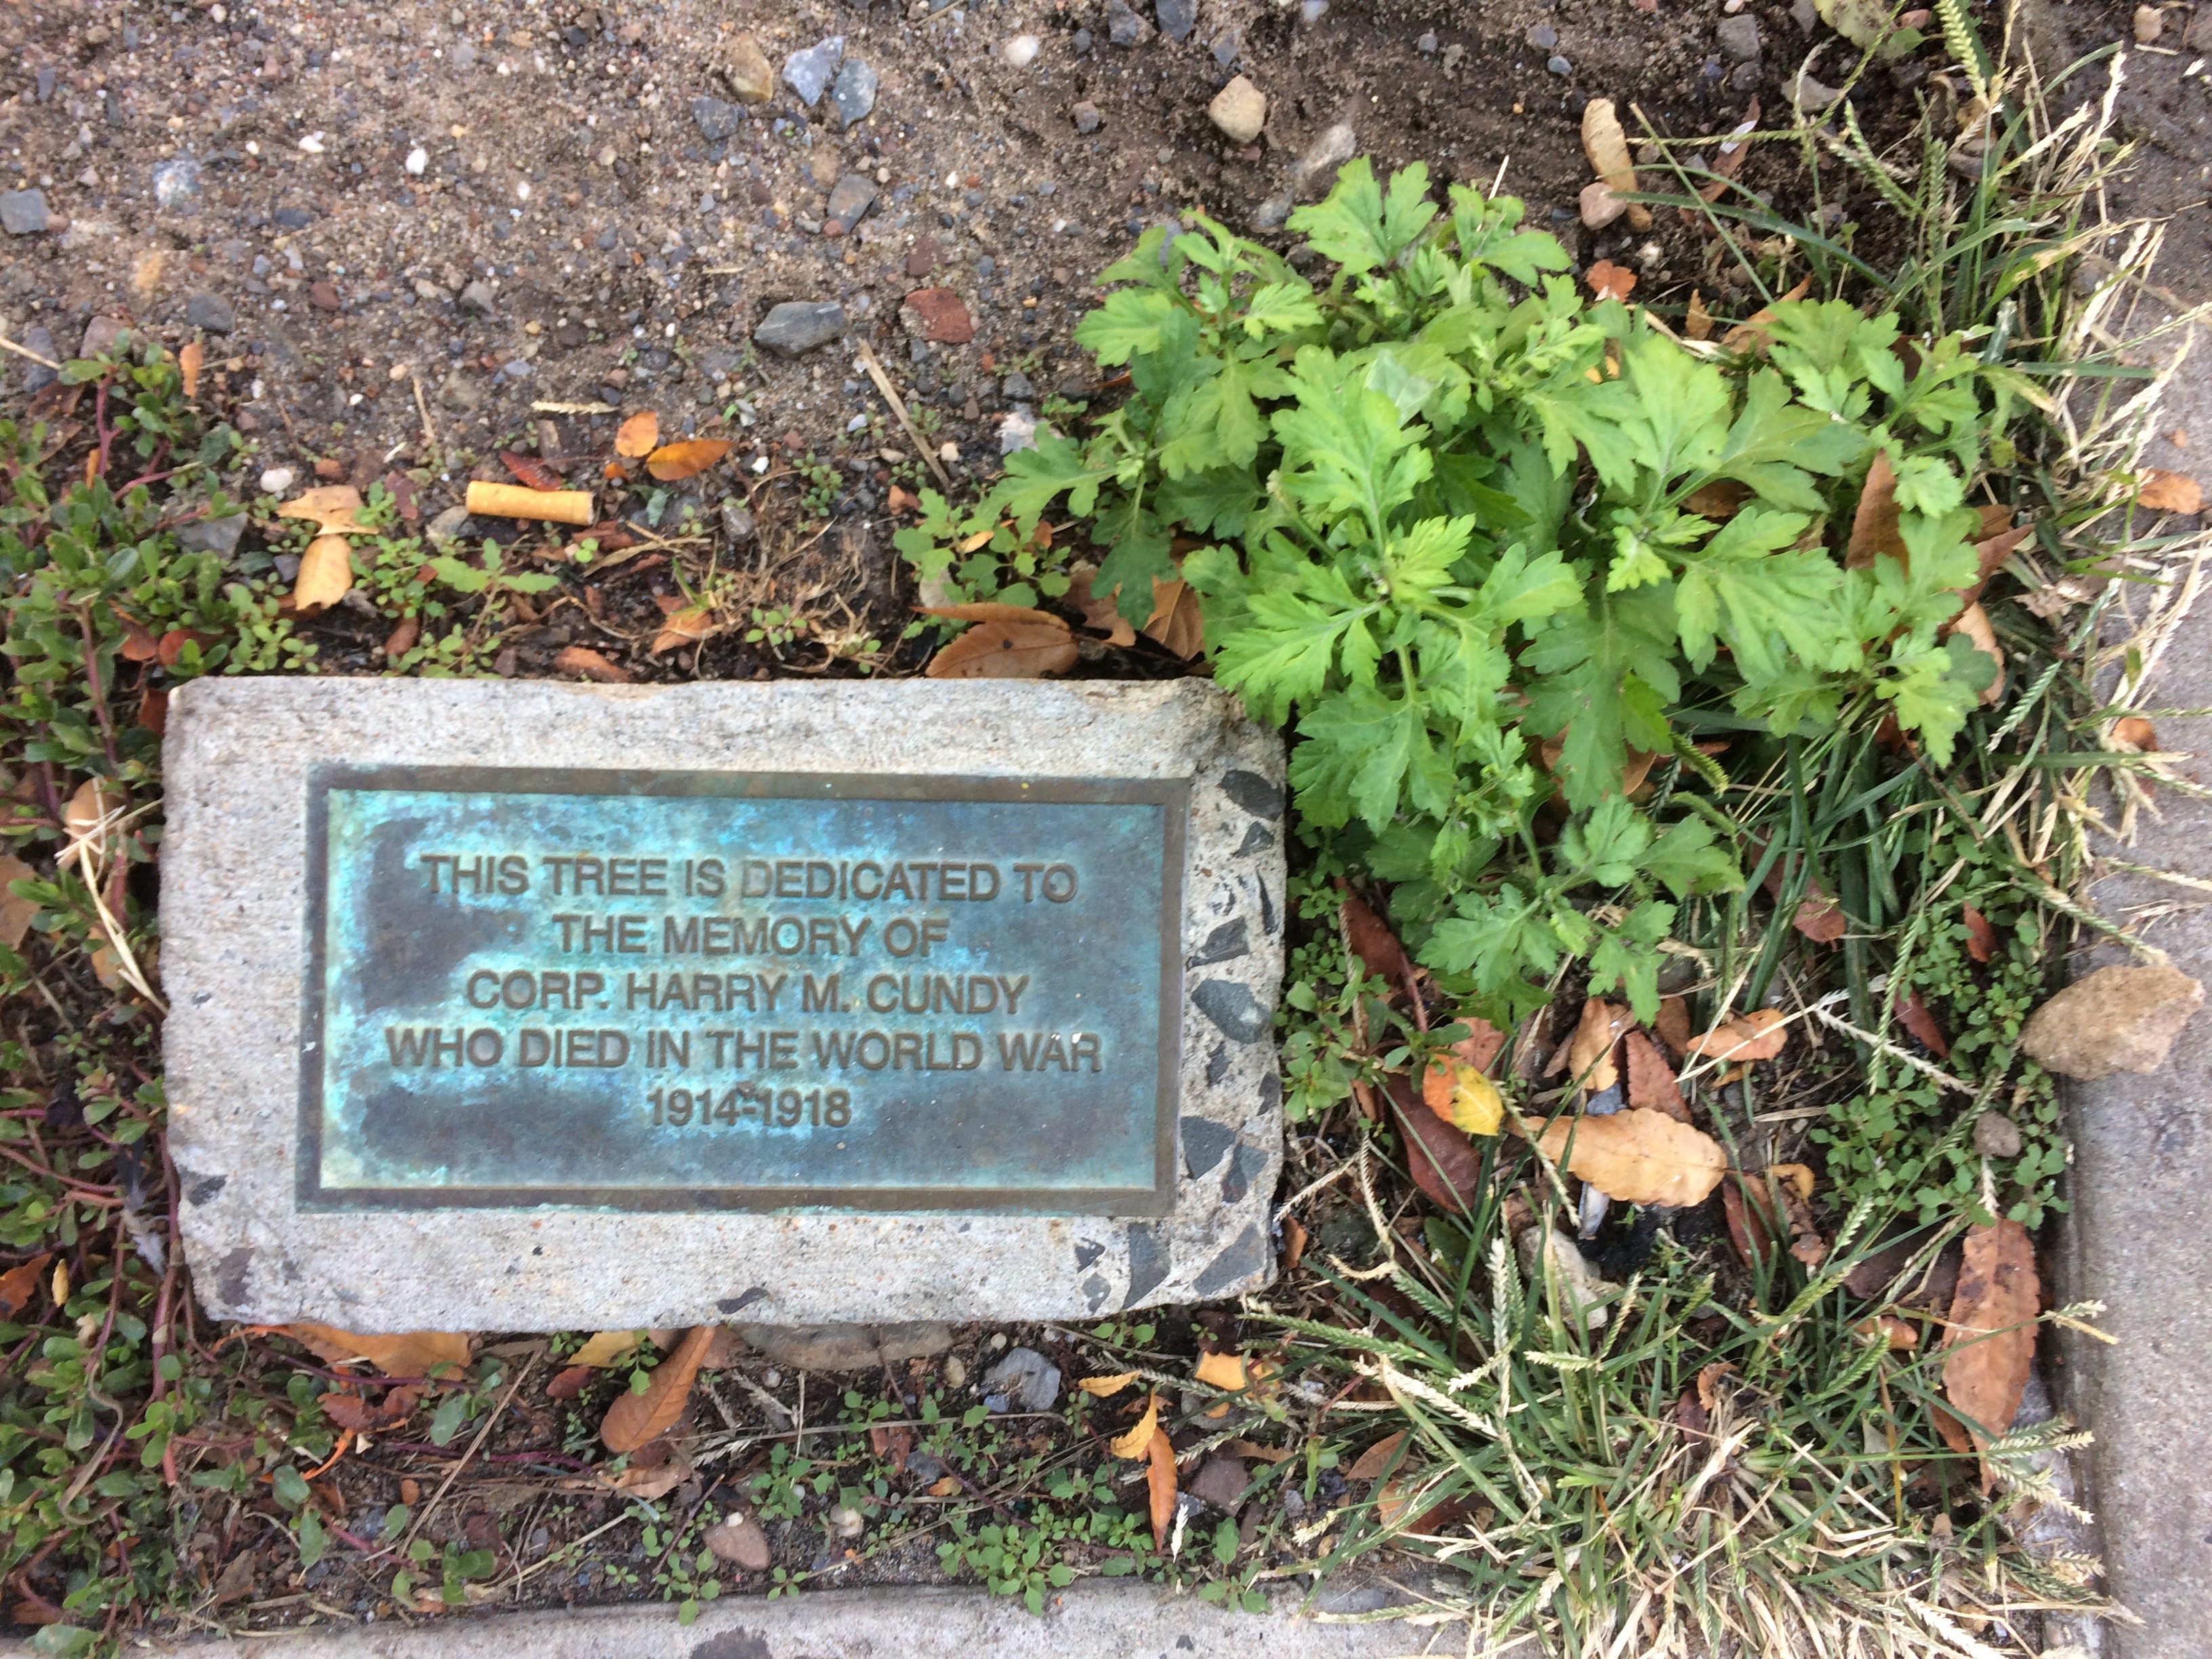 THIS TREE IS DEDICATED TO
THE MEMORY OF
CORP. HARRY M. CUNDY
WHO DIED IN THE WORLD WAR
1914-1918